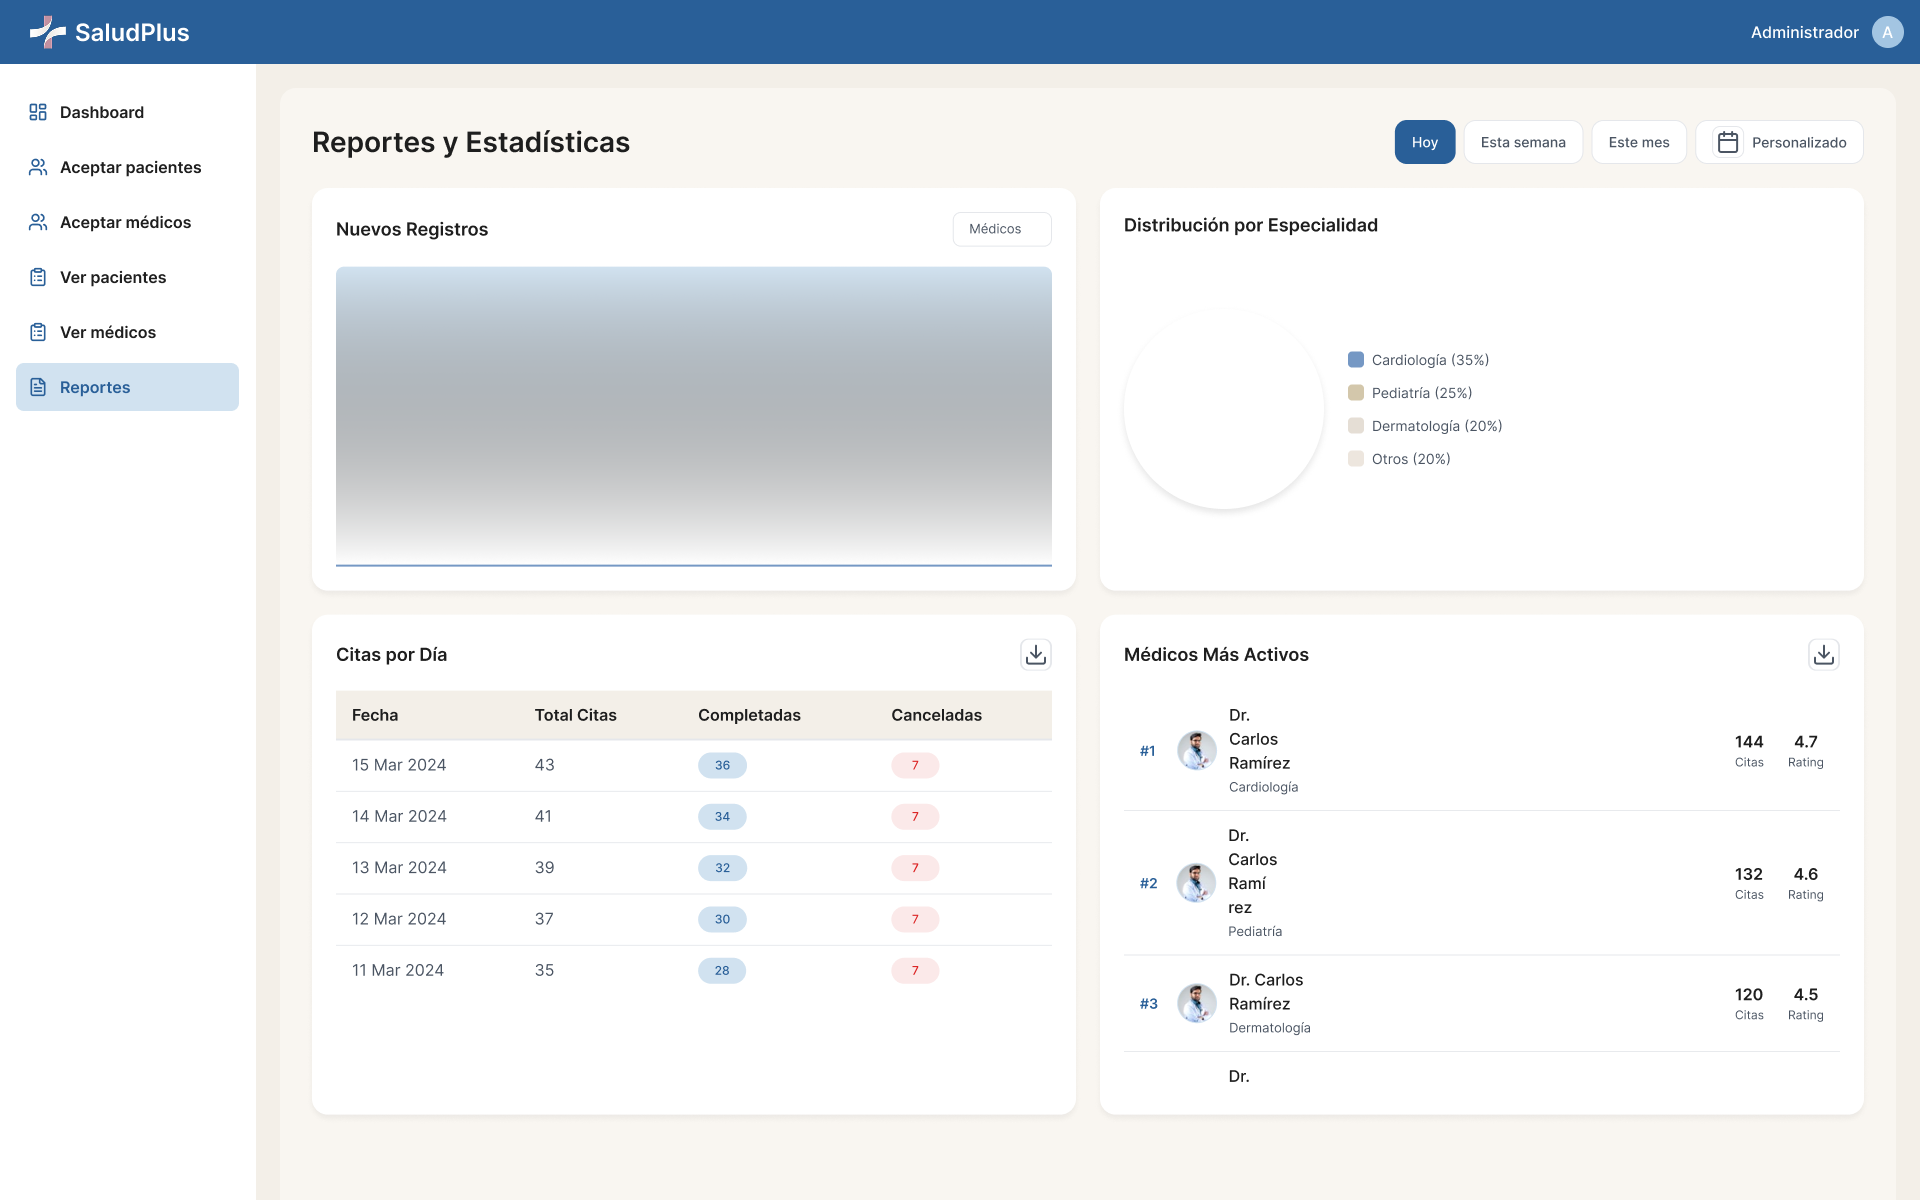 SaludPlus
Administrador
A
Dashboard
Aceptar pacientes
Aceptar médicos
Ver pacientes
Ver médicos
Reportes
Reportes y Estadísticas
Hoy
Esta semana
Este mes
Personalizado
Nuevos Registros
Médicos
Distribución por Especialidad
Cardiología (35%)
Pediatría (25%)
Dermatología (20%)
Otros (20%)
Citas por Día
Fecha Total Citas Completadas Canceladas
15 Mar 2024 43 36 7
14 Mar 2024 41 34 7
13 Mar 2024 39 32 7
12 Mar 2024 37 30 7
11 Mar 2024 35 28 7
Médicos Más Activos
#1
Dr.
Carlos
Ramírez
Cardiología
144 4.7
Citas Rating
#2
Dr.
Carlos
Ramí
rez
Pediatría
132 4.6
Citas Rating
#3
Dr. Carlos
Ramírez
Dermatología
120 4.5
Citas Rating
Dr.